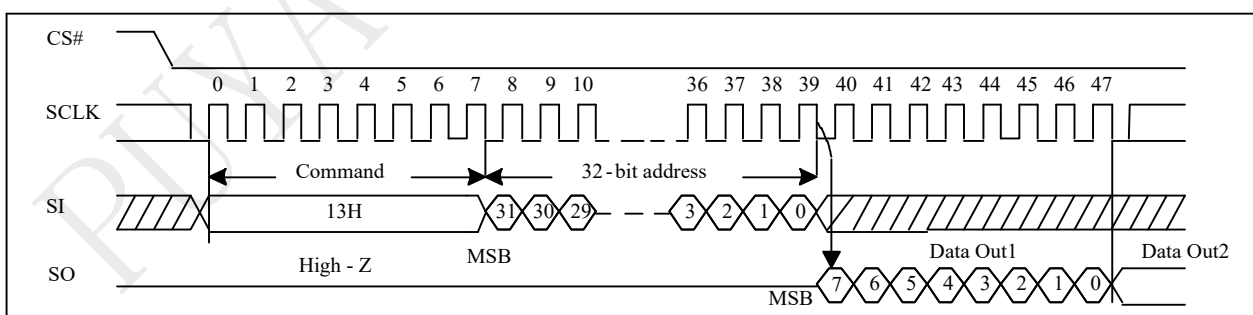 PUYA
CS#
0 1 2 3 4 5 6 7 8 9 10 36 37 38 39 40 41 42 43 44 45 46 47
SCLK
Command 32-bit address
SI 13H 31 30 29 3 2 1 0
High - Z MSB Data Out1 Data Out2
SO
MSB 7 6 5 4 3 2 1 0